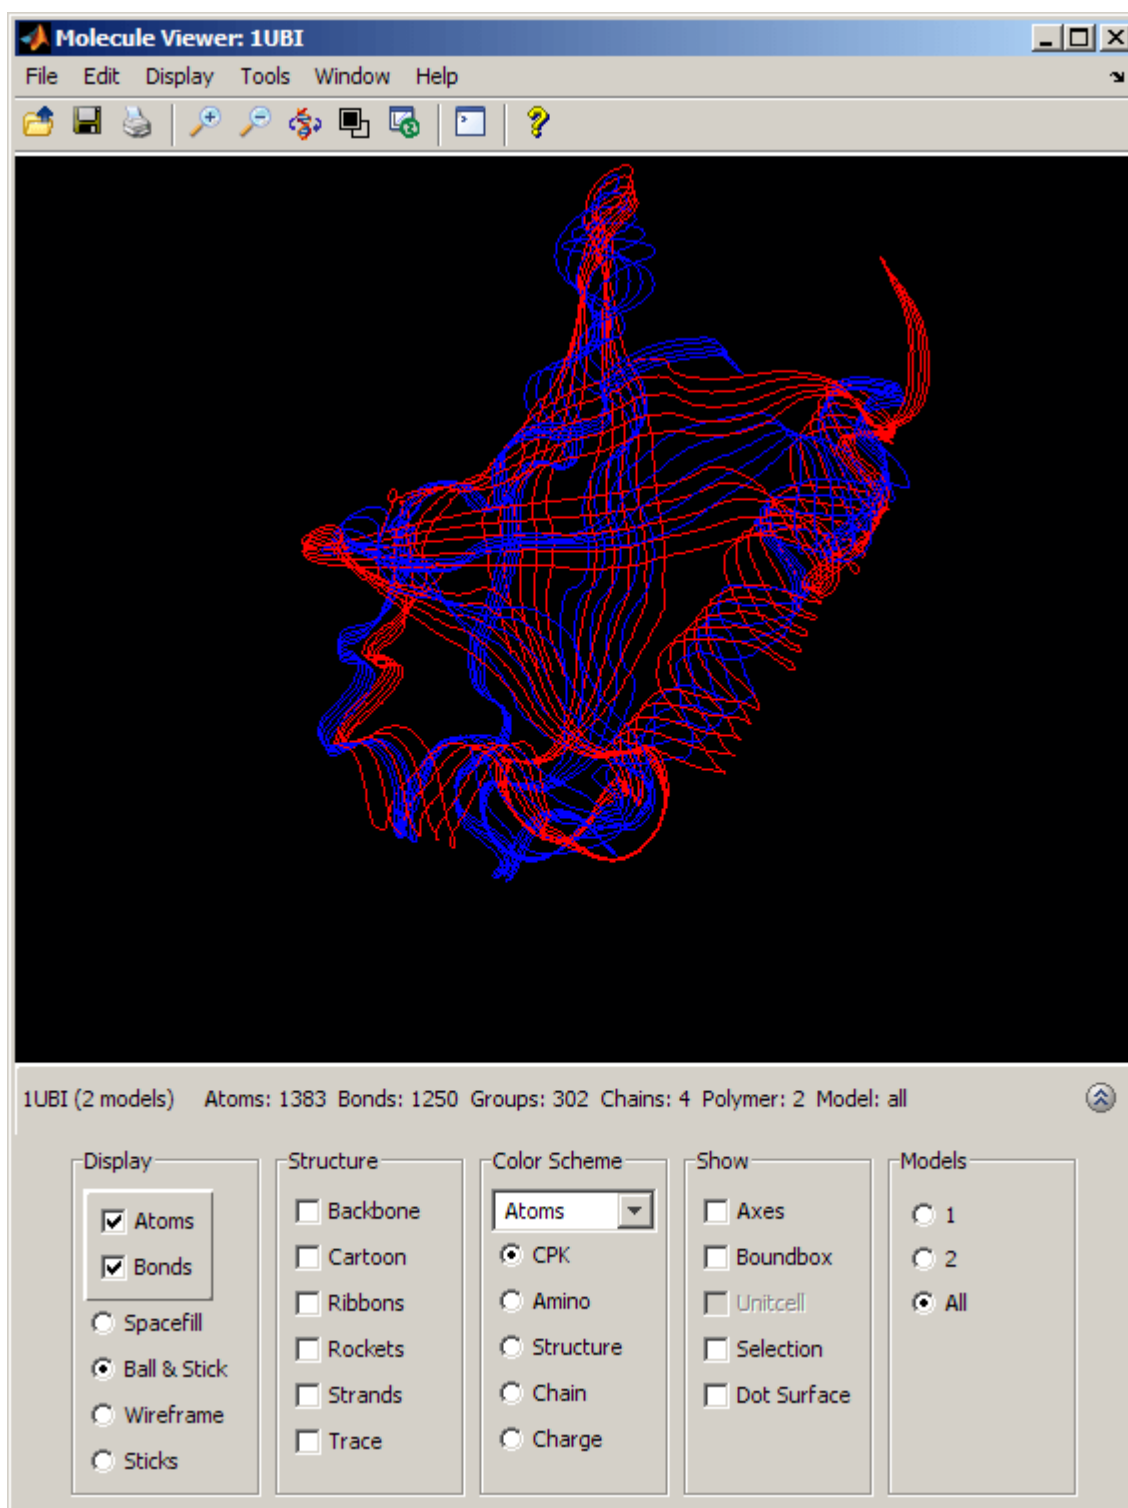 Molecule Viewer: 1UBI
File Edit Display Tools Window Help
1UBI (2 models) Atoms: 1383 Bonds: 1250 Groups: 302 Chains: 4 Polymer: 2 Model: all
Display
Atoms
Bonds
Spacefill
Ball & Stick
Wireframe
Sticks
Structure
Backbone
Cartoon
Ribbons
Rockets
Strands
Trace
Color Scheme
Atoms
CPK
Amino
Structure
Chain
Charge
Show
Axes
Boundbox
Unitcell
Selection
Dot Surface
Models
1
2
All